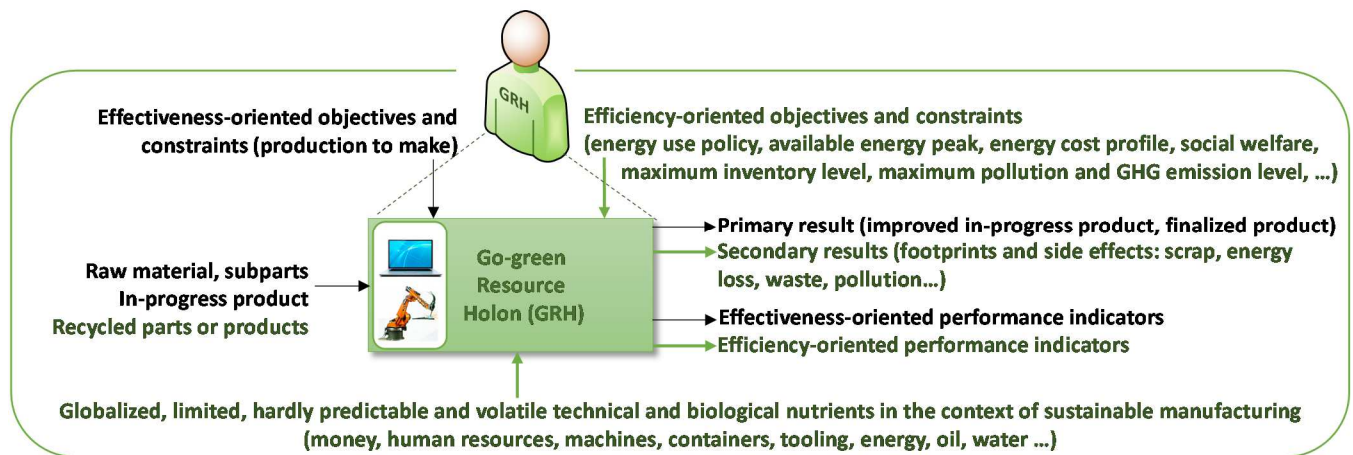 GRH
Effectiveness-oriented objectives and
constraints (production to make)
Efficiency-oriented objectives and constraints
(energy use policy, available energy peak, energy cost profile, social welfare,
maximum inventory level, maximum pollution and GHG emission level, ...)
Raw material, subparts
In-progress product
Recycled parts or products
Go-green
Resource
Holon (GRH)
Primary result (improved in-progress product, finalized product)
Secondary results (footprints and side effects: scrap, energy
loss, waste, pollution...)
Effectiveness-oriented performance indicators
Efficiency-oriented performance indicators
Globalized, limited, hardly predictable and volatile technical and biological nutrients in the context of sustainable manufacturing
(money, human resources, machines, containers, tooling, energy, oil, water ...)